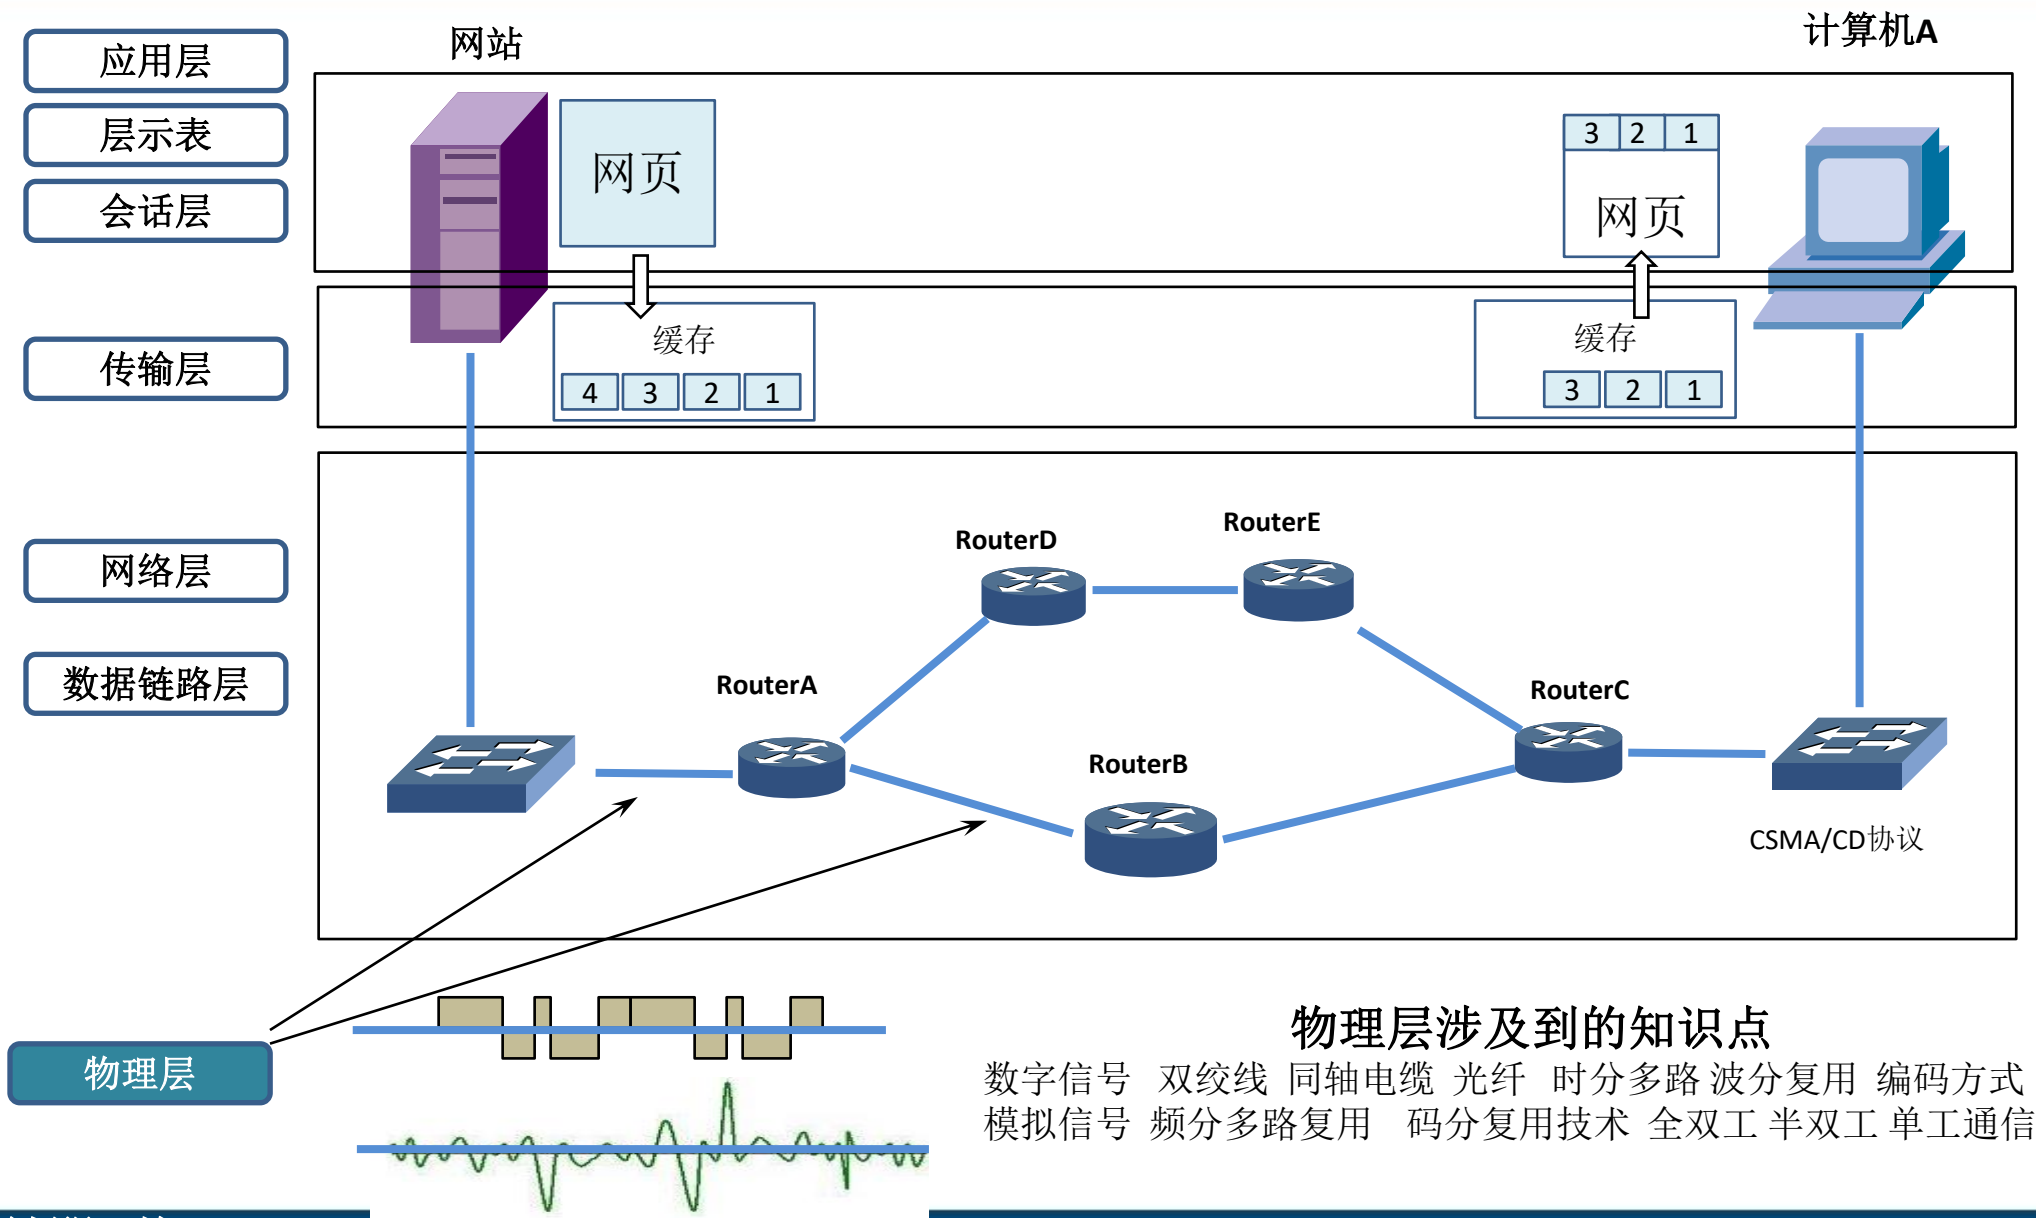 应用层
层示表
会话层
传输层
网络层
数据链路层
物理层
网站
计算机A
网页
3 2 1
网页
缓存
4 3 2 1
缓存
3 2 1
RouterD
RouterE
RouterA
RouterC
RouterB
CSMA/CD协议
物理层涉及到的知识点
数字信号 双绞线 同轴电缆 光纤 时分多路 波分复用 编码方式
模拟信号 频分多路复用 码分复用技术 全双工 半双工 单工通信